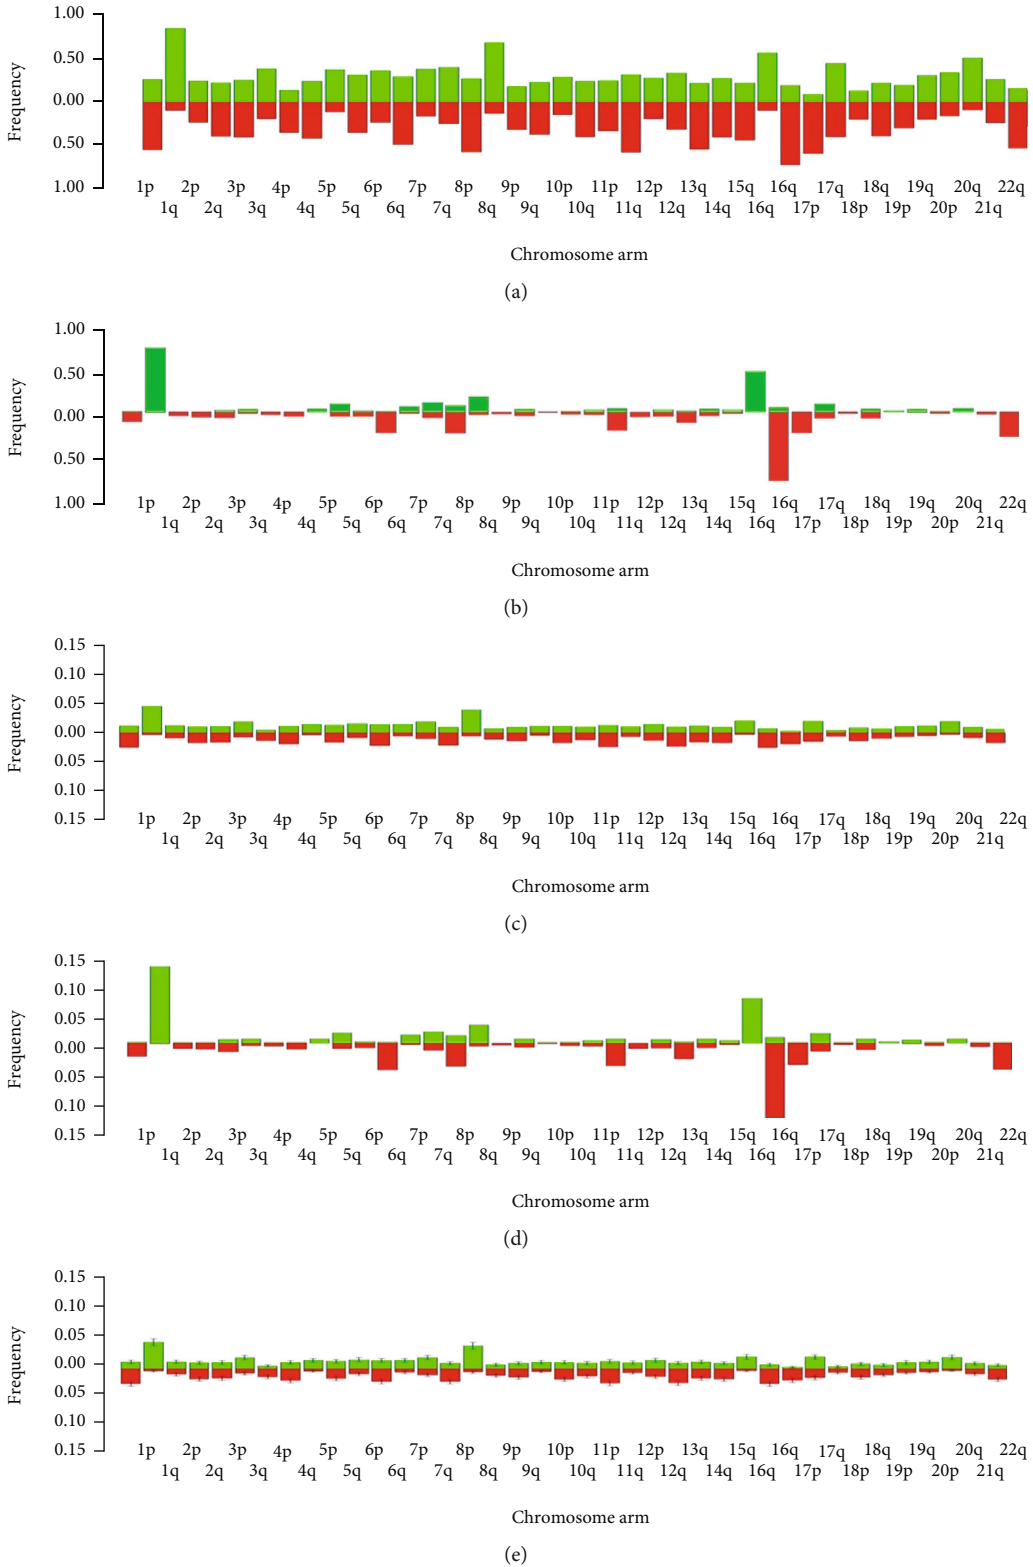 1.00
0.50
0.00
0.50
1.00
Frequency
1p 2p 3p 4p 5p 6p 7p 8p 9p 10p 11p 12p 13q 15q 16q 17q 18q 19q 20q 22q
1q 2q 3q 4q 5q 6q 7q 8q 9q 10q 11q 12q 14q 16q 17p 18p 19p 20p 21q
Chromosome arm
(a)
1.00
0.50
0.00
0.50
1.00
Frequency
1p 2p 3p 4p 5p 6p 7p 8p 9p 10p 11p 12p 13q 15q 16q 17q 18q 19q 20q 22q
1q 2q 3q 4q 5q 6q 7q 8q 9q 10q 11q 12q 14q 16q 17p 18p 19p 20p 21q
Chromosome arm
(b)
0.15
0.10
0.05
0.00
0.05
0.10
0.15
Frequency
1p 2p 3p 4p 5p 6p 7p 8p 9p 10p 11p 12p 13q 15q 16q 17q 18q 19q 20q 22q
1q 2q 3q 4q 5q 6q 7q 8q 9q 10q 11q 12q 14q 16q 17p 18p 19p 20p 21q
Chromosome arm
(c)
0.15
0.10
0.05
0.00
0.05
0.10
0.15
Frequency
1p 2p 3p 4p 5p 6p 7p 8p 9p 10p 11p 12p 13q 15q 16q 17q 18q 19q 20q 22q
1q 2q 3q 4q 5q 6q 7q 8q 9q 10q 11q 12q 14q 16q 17p 18p 19p 20p 21q
Chromosome arm
(d)
0.15
0.10
0.05
0.00
0.05
0.10
0.15
Frequency
1p 2p 3p 4p 5p 6p 7p 8p 9p 10p 11p 12p 13q 15q 16q 17q 18q 19q 20q 22q
1q 2q 3q 4q 5q 6q 7q 8q 9q 10q 11q 12q 14q 16q 17p 18p 19p 20p 21q
Chromosome arm
(e)